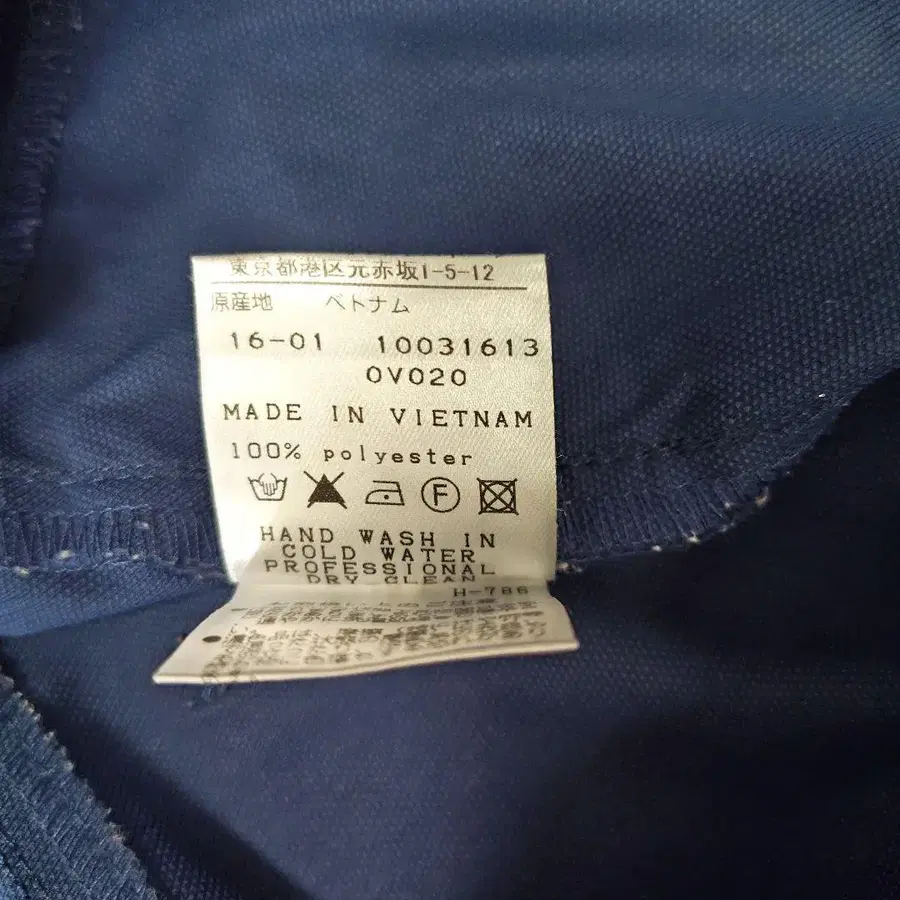 東京都港区元赤坂1-5-12
原産地 ベトナム
16-01 10031613
0V020
MADE IN VIETNAM
100% polyester
F
HAND WASH IN
COLD WATER
PROFESSIONAL
DRY CLEAN
H-786